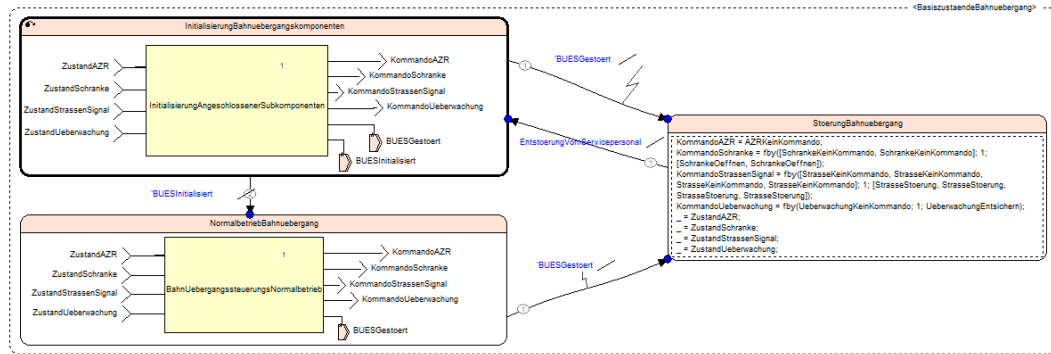 <BasiszustaendeBahnuebergang>
InitialisierungBahnuebergangskomponenten
ZustandAZR
ZustandSchranke
ZustandStrassenSignal
ZustandUeberwachung
1
InitialisierungAngeschlossenerSubkomponenten
KommandoAZR
KommandoSchranke
KommandoStrassenSignal
KommandoUeberwachung
BUESGestoert
BUESInitialisiert
1
'BUESGestoert
EntstoerungVomServicepersonal
1
'BUESInitialisiert
StoerungBahnuebergang
KommandoAZR = AZRKeinKommando;
KommandoSchranke = fby([SchrankeKeinKommando, SchrankeKeinKommando]; 1;
[SchrankeOeffnen, SchrankeOeffnen]);
KommandoStrassenSignal = fby([StrasseKeinKommando, StrasseKeinKommando,
StrasseKeinKommando, StrasseKeinKommando]; 1; [StrasseStoerung, StrasseStoerung,
StrasseStoerung, StrasseStoerung]);
KommandoUeberwachung = fby(UeberwachungKeinKommando; 1; UeberwachungEntsichern);
_ = ZustandAZR;
_ = ZustandSchranke;
_ = ZustandStrassenSignal;
_ = ZustandUeberwachung;
NormalbetriebBahnuebergang
ZustandAZR
ZustandSchranke
ZustandStrassenSignal
ZustandUeberwachung
1
BahnUebergangssteuerungsNormalbetrieb
KommandoAZR
KommandoSchranke
KommandoStrassenSignal
KommandoUeberwachung
BUESGestoert
'BUESGestoert
1